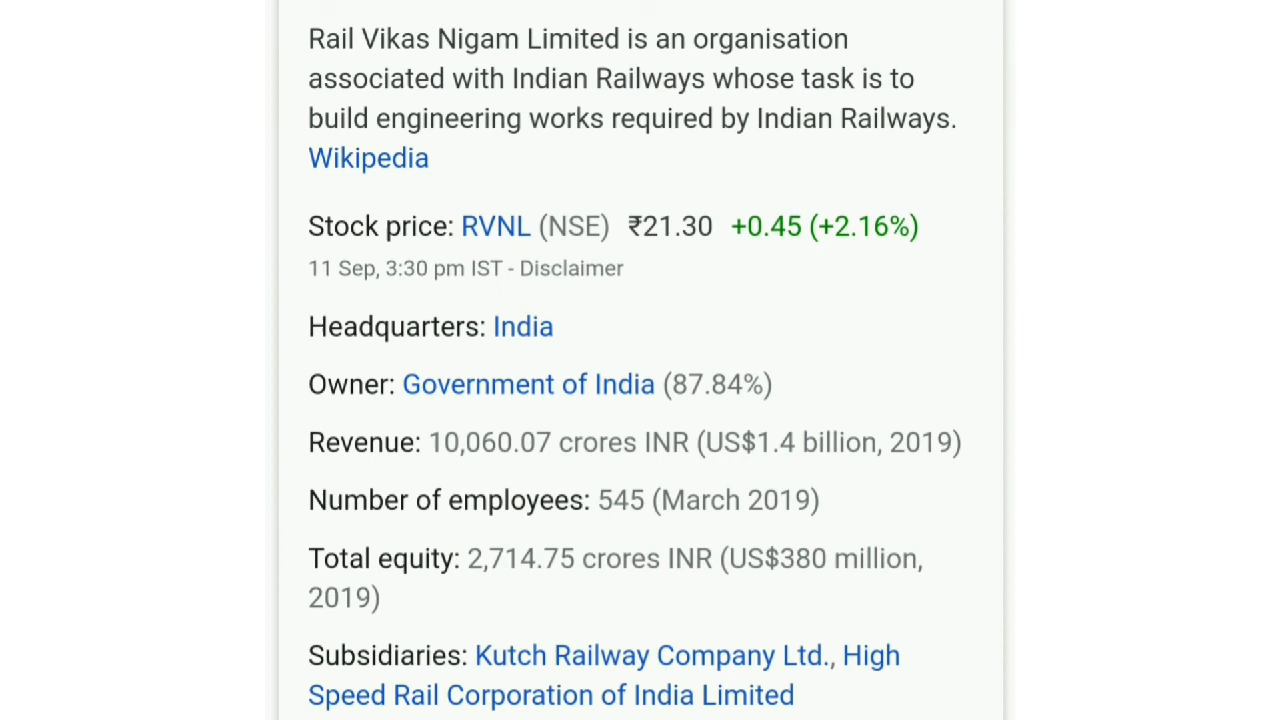 Rail Vikas Nigam Limited is an organisation
associated with Indian Railways whose task is to
build engineering works required by Indian Railways.
Wikipedia
Stock price: RVNL (NSE) ₹21.30 +0.45 (+2.16%)
11 Sep, 3:30 pm IST - Disclaimer
Headquarters: India
Owner: Government of India (87.84%)
Revenue: 10,060.07 crores INR (US$1.4 billion, 2019)
Number of employees: 545 (March 2019)
Total equity: 2,714.75 crores INR (US$380 million,
2019)
Subsidiaries: Kutch Railway Company Ltd., High
Speed Rail Corporation of India Limited